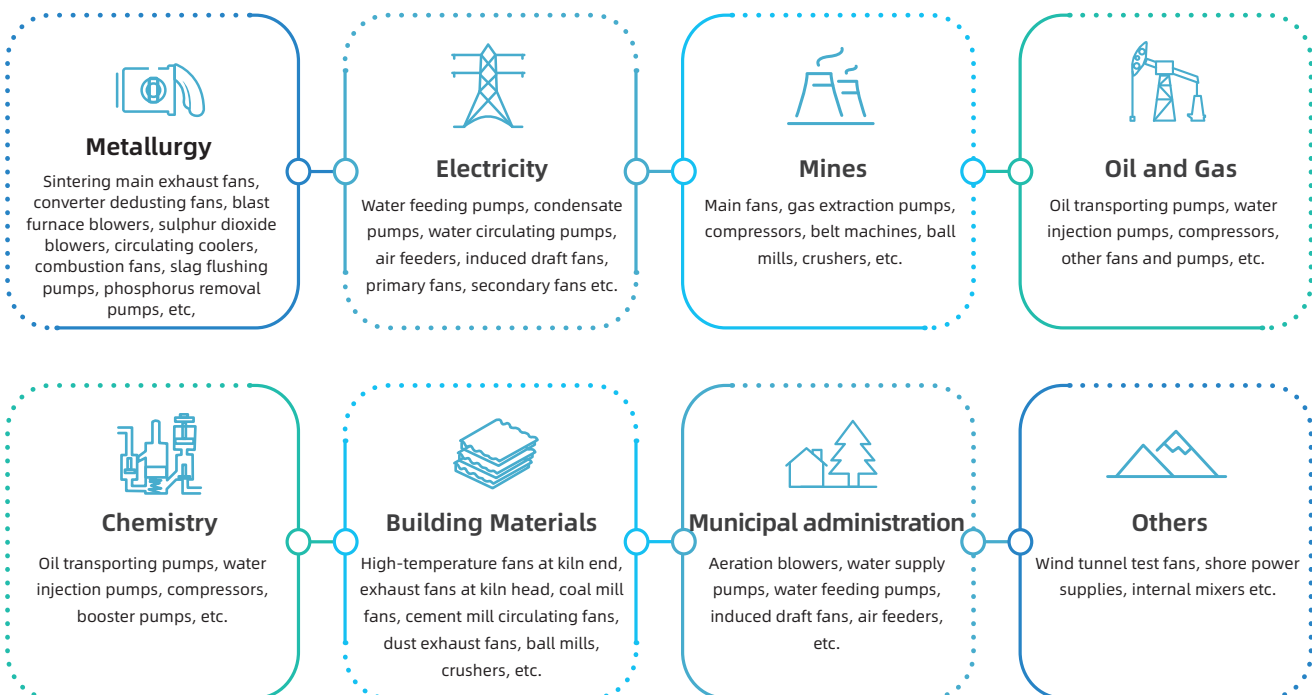 Metallurgy
Sintering main exhaust fans,
converter dedusting fans, blast
furnace blowers, sulphur dioxide
blowers, circulating coolers,
combustion fans, slag flushing
pumps, phosphorus removal
pumps, etc,
Electricity
Water feeding pumps, condensate
pumps, water circulating pumps,
air feeders, induced draft fans,
primary fans, secondary fans etc.
Mines
Main fans, gas extraction pumps,
compressors, belt machines, ball
mills, crushers, etc.
Oil and Gas
Oil transporting pumps, water
injection pumps, compressors,
other fans and pumps, etc.
Chemistry
Oil transporting pumps, water
injection pumps, compressors,
booster pumps, etc.
Building Materials
High-temperature fans at kiln end,
exhaust fans at kiln head, coal mill
fans, cement mill circulating fans,
dust exhaust fans, ball mills,
crushers, etc.
Municipal administration
Aeration blowers, water supply
pumps, water feeding pumps,
induced draft fans, air feeders,
etc.
Others
Wind tunnel test fans, shore power
supplies, internal mixers etc.